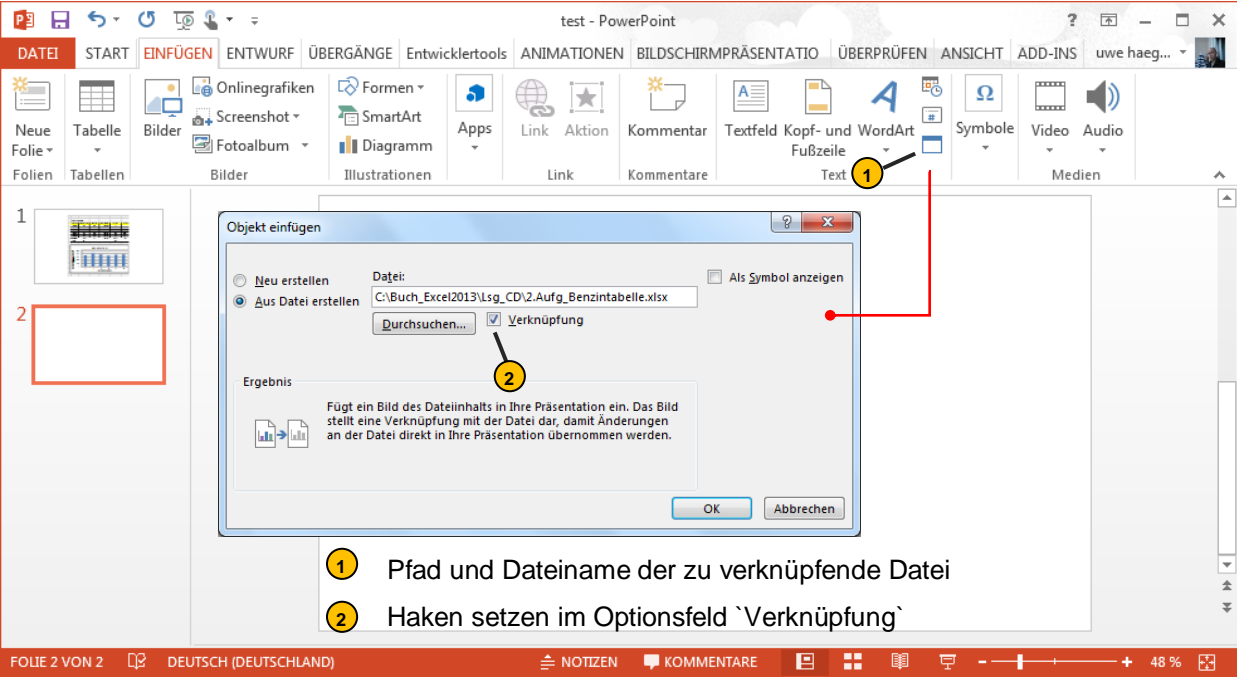 test - PowerPoint
?
DATEI START EINFÜGEN ENTWURF ÜBERGÄNGE Entwicklertools ANIMATIONEN BILDSCHIRMPRÄSENTATIO ÜBERPRÜFEN ANSICHT ADD-INS uwe haeg...
Neue Folie
Tabelle
Bilder
Onlinegrafiken
Screenshot
Fotoalbum
Formen
SmartArt
Diagramm
Apps
Link
Aktion
Kommentar
Textfeld
Kopf- und Fußzeile
WordArt
#
Ω
Symbole
Video
Audio
Folien Tabellen Bilder Illustrationen Link Kommentare Text Medien
1
1
2
Objekt einfügen
?
Neu erstellen
Aus Datei erstellen
Datei:
C:\Buch_Excel2013\Lsg_CD\2.Aufg_Benzintabelle.xlsx
Durchsuchen...
Verknüpfung
Als Symbol anzeigen
2
Ergebnis
Fügt ein Bild des Dateiinhalts in Ihre Präsentation ein. Das Bild
stellt eine Verknüpfung mit der Datei dar, damit Änderungen
an der Datei direkt in Ihre Präsentation übernommen werden.
OK Abbrechen
1 Pfad und Dateiname der zu verknüpfende Datei
2 Haken setzen im Optionsfeld `Verknüpfung`
FOLIE 2 VON 2 DEUTSCH (DEUTSCHLAND) NOTIZEN KOMMENTARE 48 %